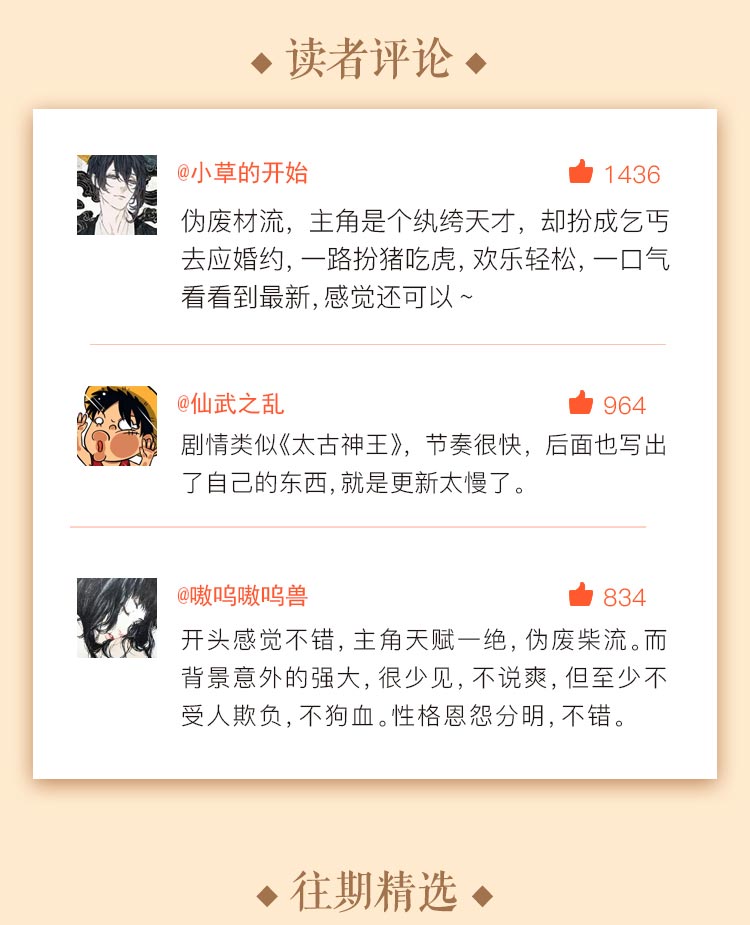 ◆ 读者评论 ◆
@小草的开始 1436
伪废材流，主角是个纨绔天才，却扮成乞丐
去应婚约，一路扮猪吃虎，欢乐轻松，一口气
看看到最新，感觉还可以~
@仙武之乱 964
剧情类似《太古神王》，节奏很快，后面也写出
了自己的东西，就是更新太慢了。
@嗷呜嗷呜兽 834
开头感觉不错，主角天赋一绝，伪废柴流。而
背景意外的强大，很少见，不说爽，但至少不
受人欺负，不狗血。性格恩怨分明，不错。
◆ 往期精选 ◆